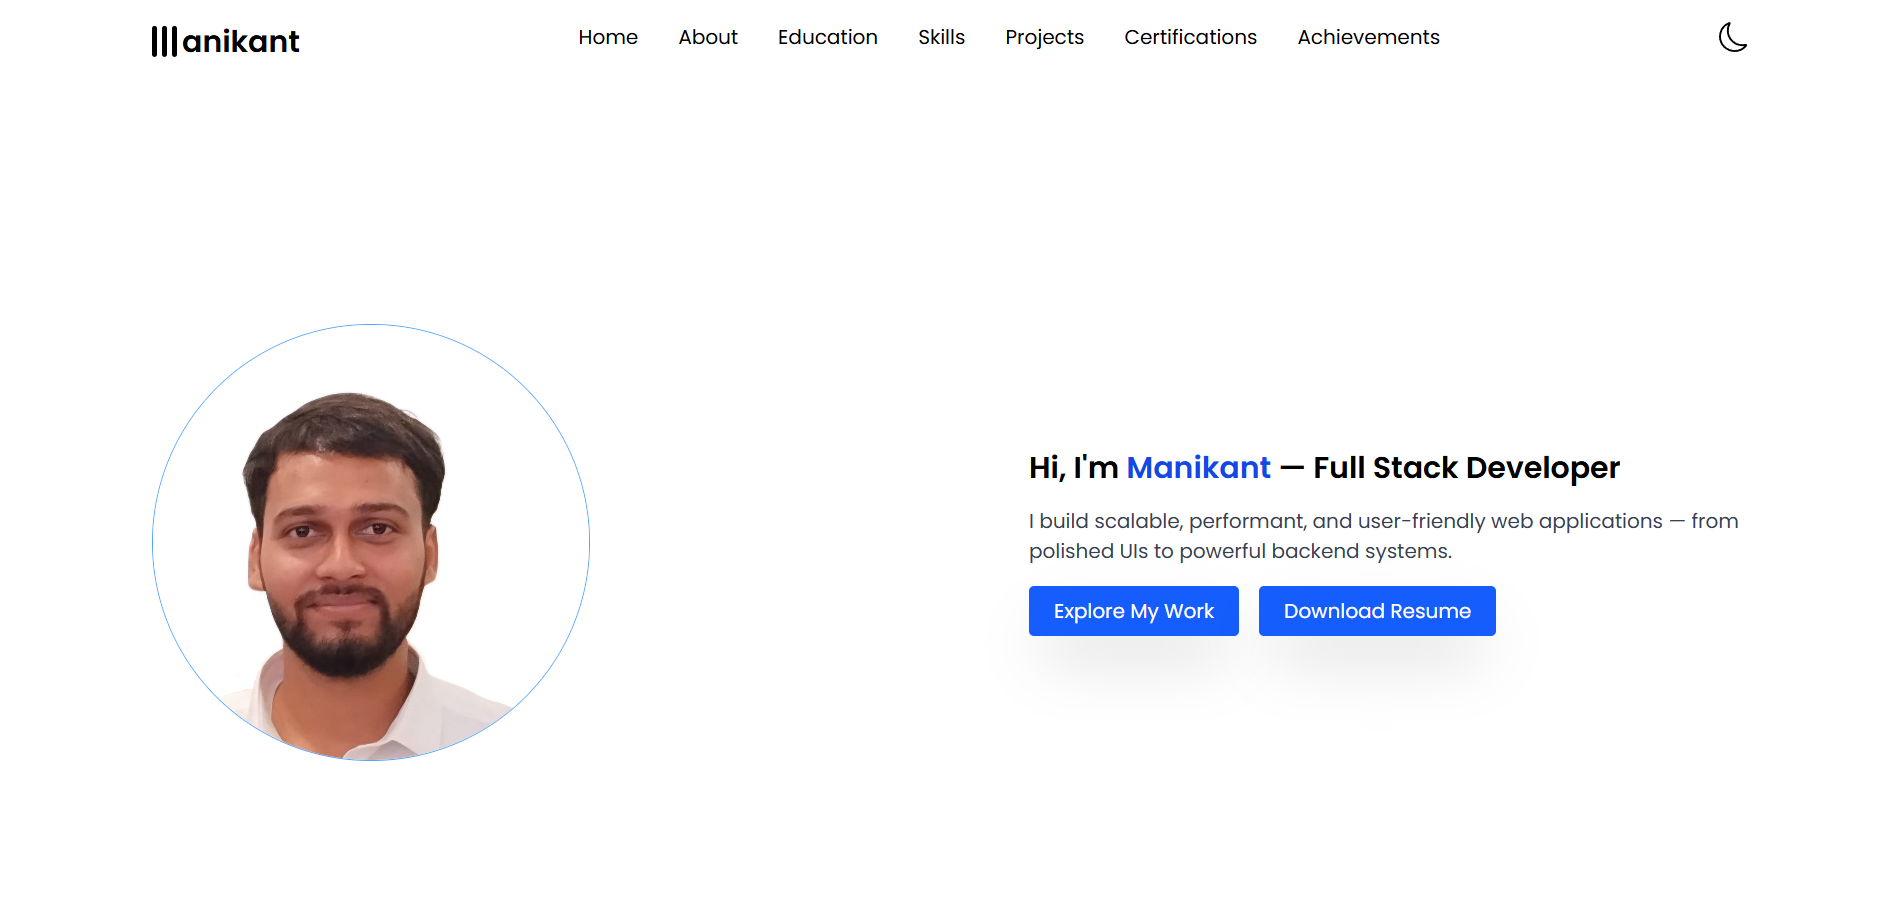 Manikant
Home About Education Skills Projects Certifications Achievements
Hi, I'm Manikant — Full Stack Developer
I build scalable, performant, and user-friendly web applications — from
polished UIs to powerful backend systems.
Explore My Work Download Resume